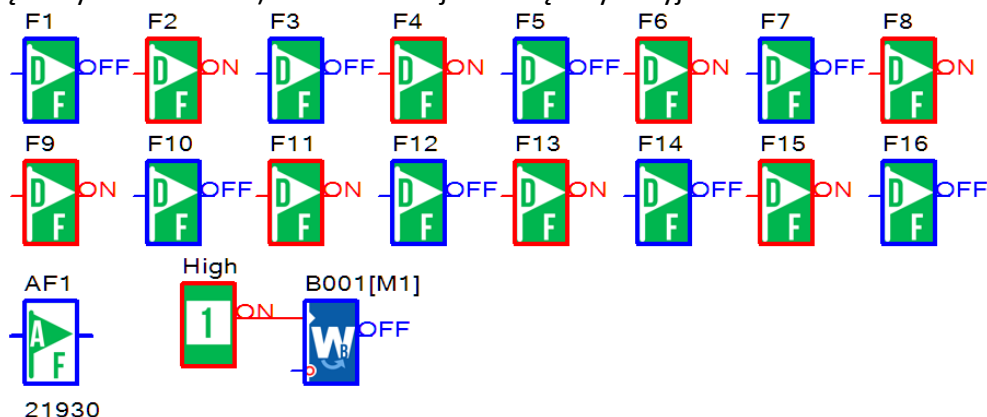 F1 F2 F3 F4 F5 F6 F7 F8
D F OFF D F ON D F OFF D F ON D F OFF D F ON D F OFF D F ON
F9 F10 F11 F12 F13 F14 F15 F16
D F ON D F OFF D F ON D F OFF D F ON D F OFF D F ON D F OFF
AF1 High B001[M1]
A F 1 ON W B OFF
21930